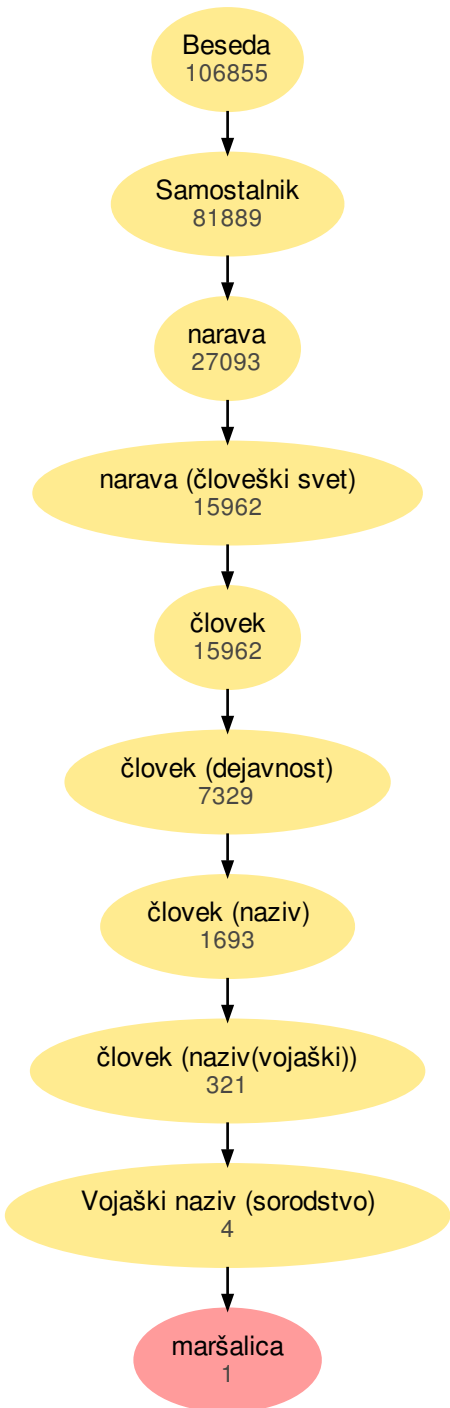 Beseda
106855
Samostalnik
81889
narava
27093
narava (človeški svet)
15962
človek
15962
človek (dejavnost)
7329
človek (naziv)
1693
človek (naziv(vojaški))
321
Vojaški naziv (sorodstvo)
4
maršalica
1